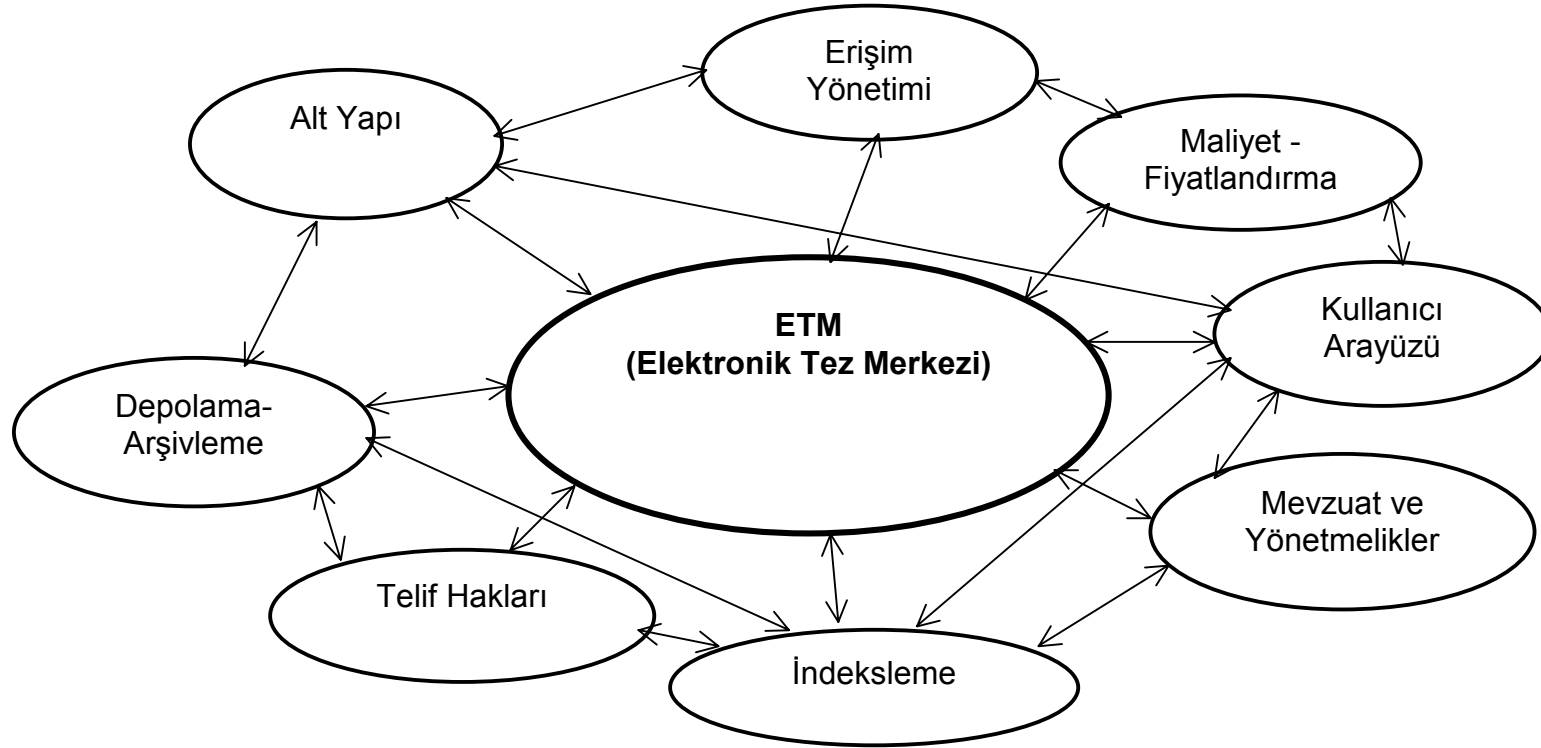 Erişim
Yönetimi
Alt Yapı
Maliyet -
Fiyatlandırma
ETM
(Elektronik Tez Merkezi)
Kullanıcı
Arayüzü
Depolama-
Arşivleme
Mevzuat ve
Yönetmelikler
Telif Hakları
İndeksleme